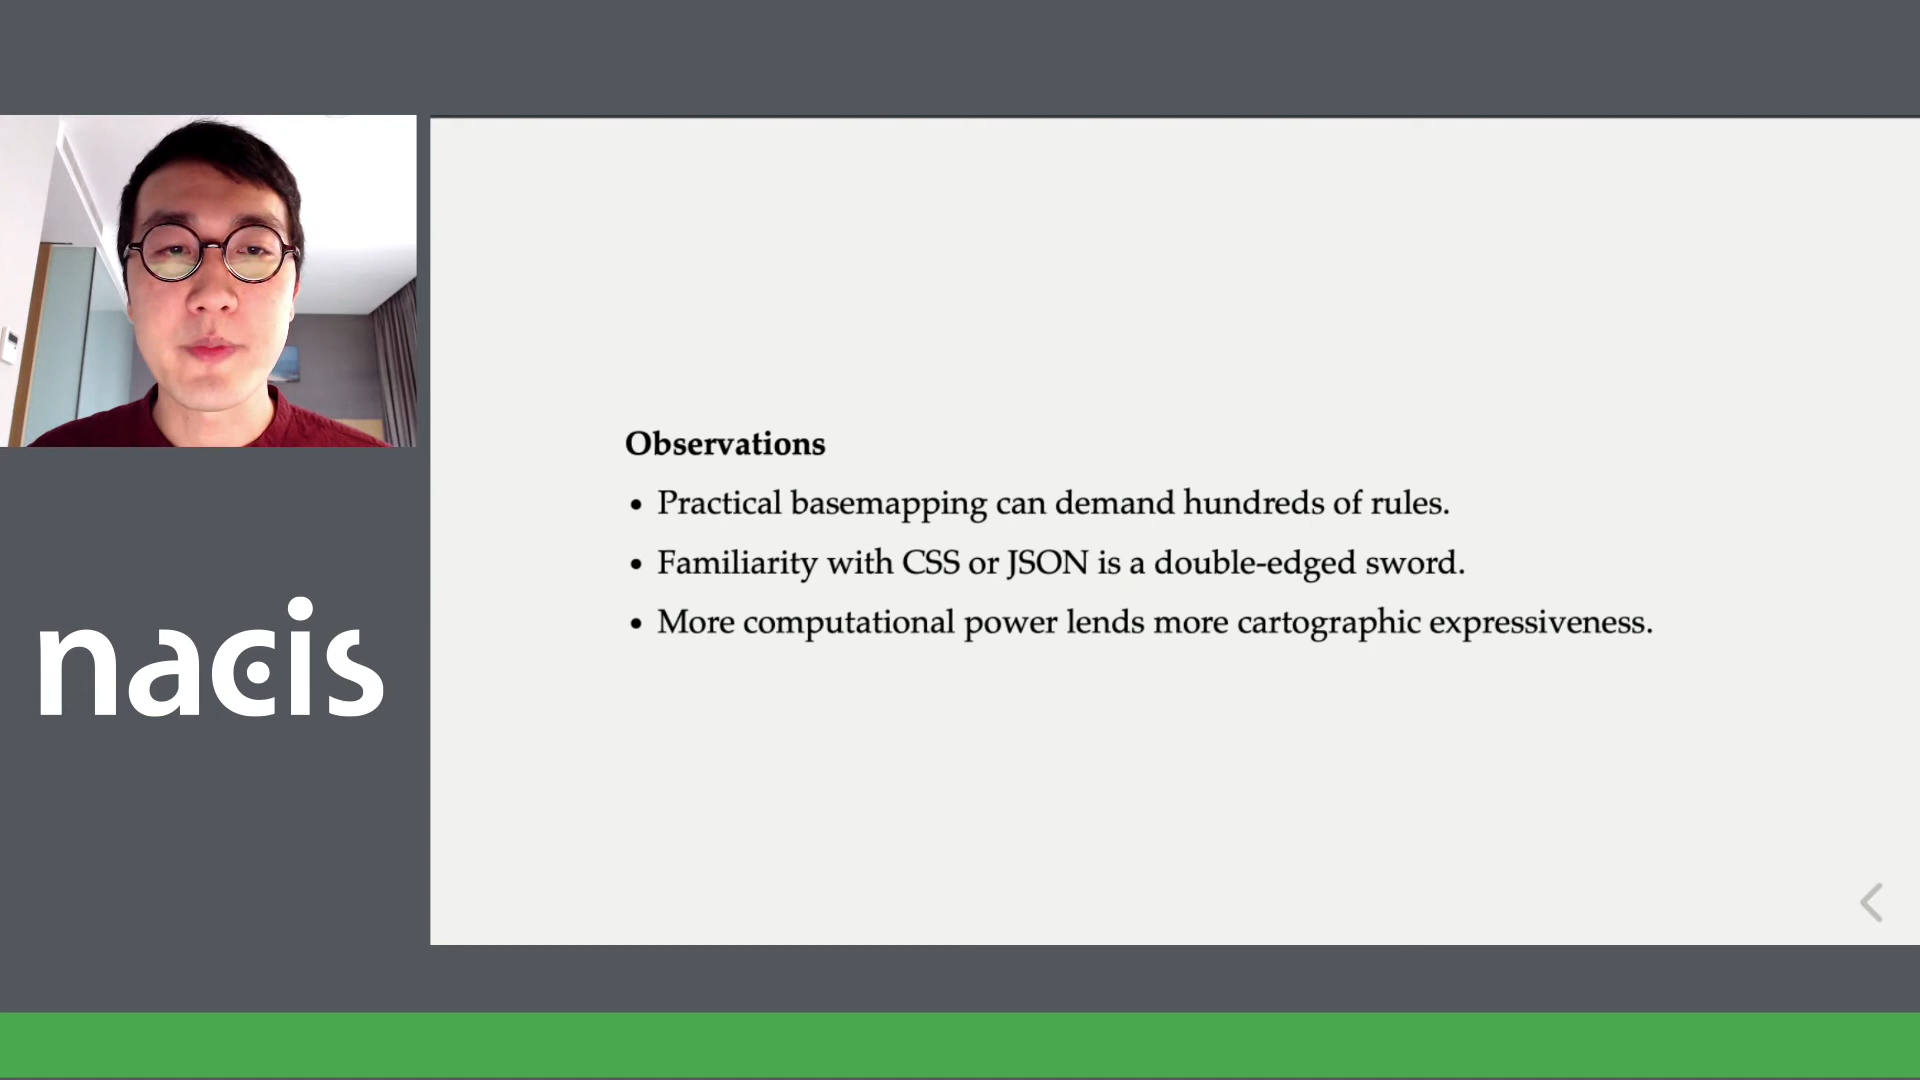 nacis
Observations
• Practical basemapping can demand hundreds of rules.
• Familiarity with CSS or JSON is a double-edged sword.
• More computational power lends more cartographic expressiveness.